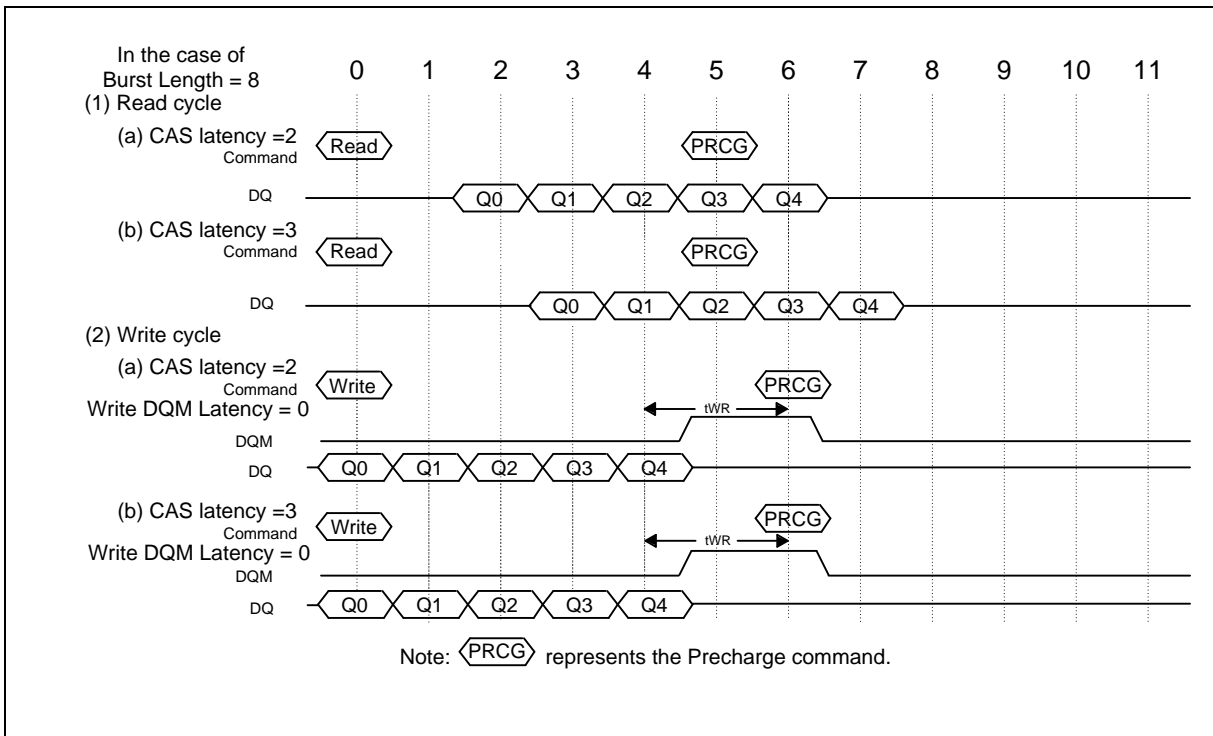 In the case of
Burst Length = 8
0 1 2 3 4 5 6 7 8 9 10 11
(1) Read cycle
(a) CAS latency =2
Command Read PRCG
DQ Q0 Q1 Q2 Q3 Q4
(b) CAS latency =3
Command Read PRCG
DQ Q0 Q1 Q2 Q3 Q4
(2) Write cycle
(a) CAS latency =2
Command Write PRCG
Write DQM Latency = 0 tWR
DQM
DQ Q0 Q1 Q2 Q3 Q4
(b) CAS latency =3
Command Write PRCG
Write DQM Latency = 0 tWR
DQM
DQ Q0 Q1 Q2 Q3 Q4
Note: PRCG represents the Precharge command.